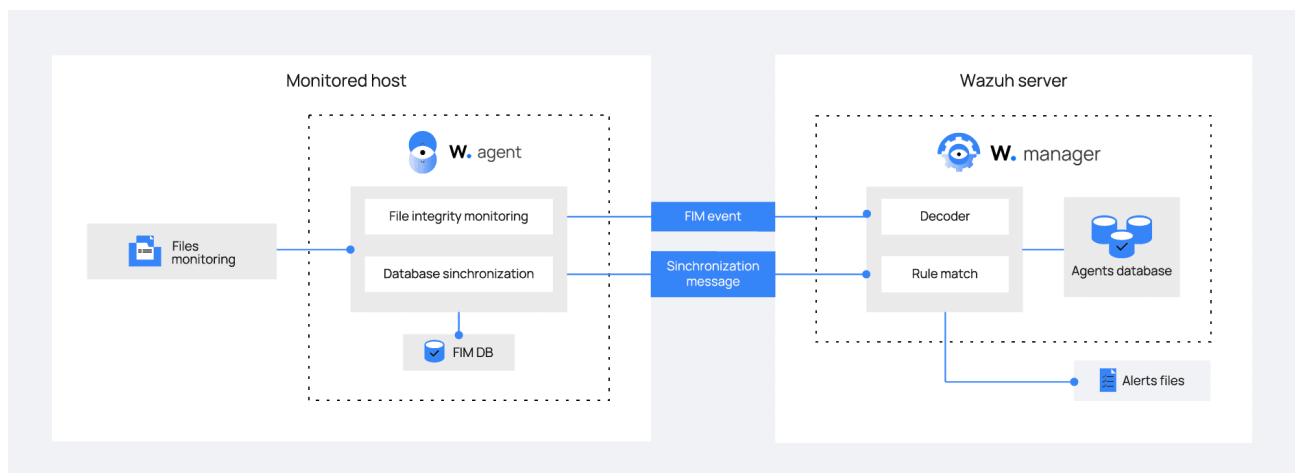 Monitored host
W. agent
File integrity monitoring
Database sinchronization
Files
monitoring
FIM DB
FIM event
Sinchronization
message
Wazuh server
W. manager
Decoder
Rule match
Agents database
Alerts files